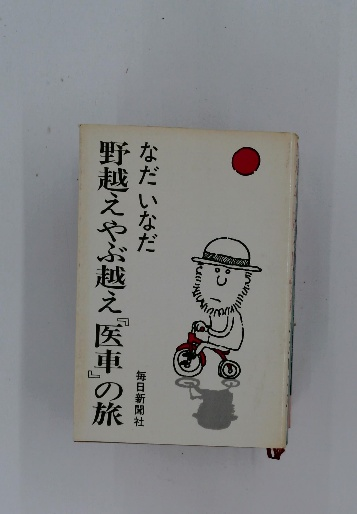 なだ いなだ
野越えやぶ越え『医車』の旅
毎日新聞社